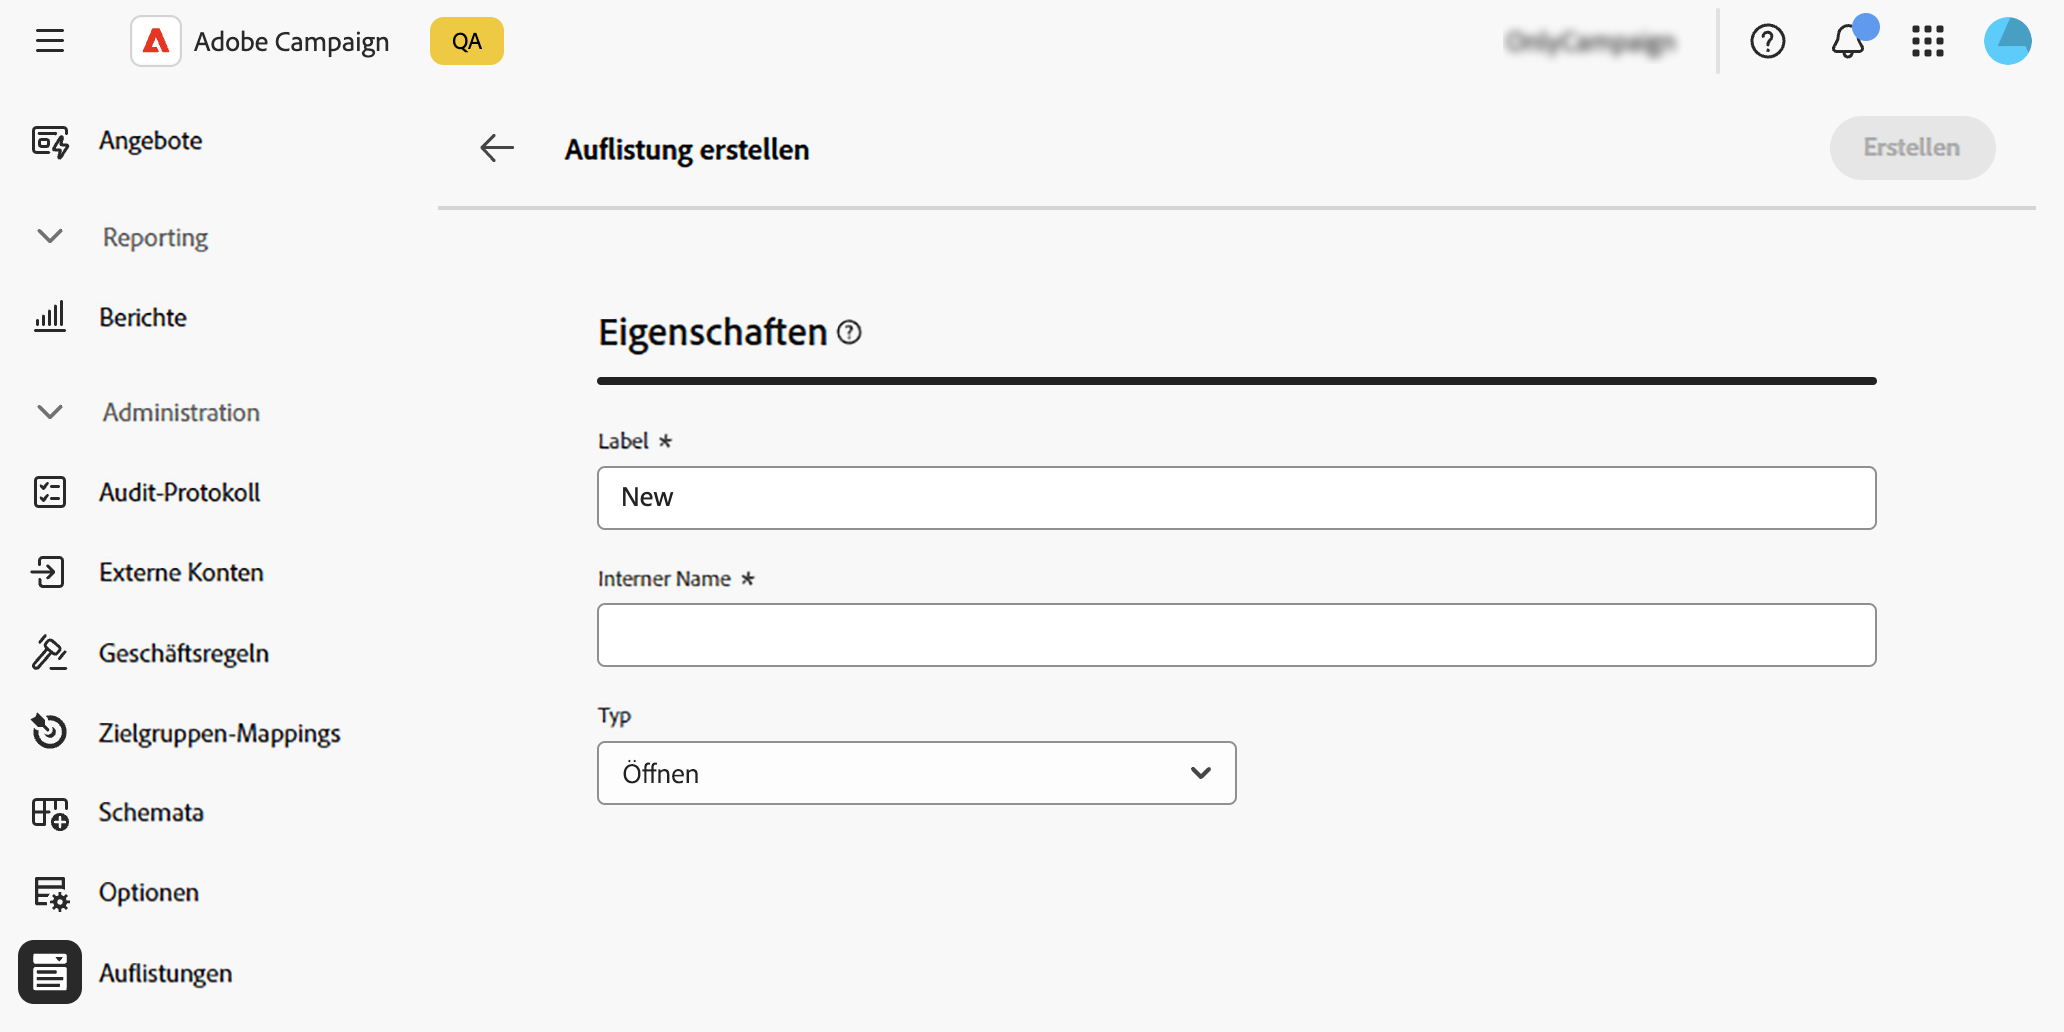 Adobe Campaign
QA
Angebote
Reporting
Berichte
Administration
Audit-Protokoll
Externe Konten
Geschäftsregeln
Zielgruppen-Mappings
Schemata
Optionen
Auflistungen
Auflistung erstellen
Erstellen
Eigenschaften
Label *
New
Interner Name *
Typ
Öffnen